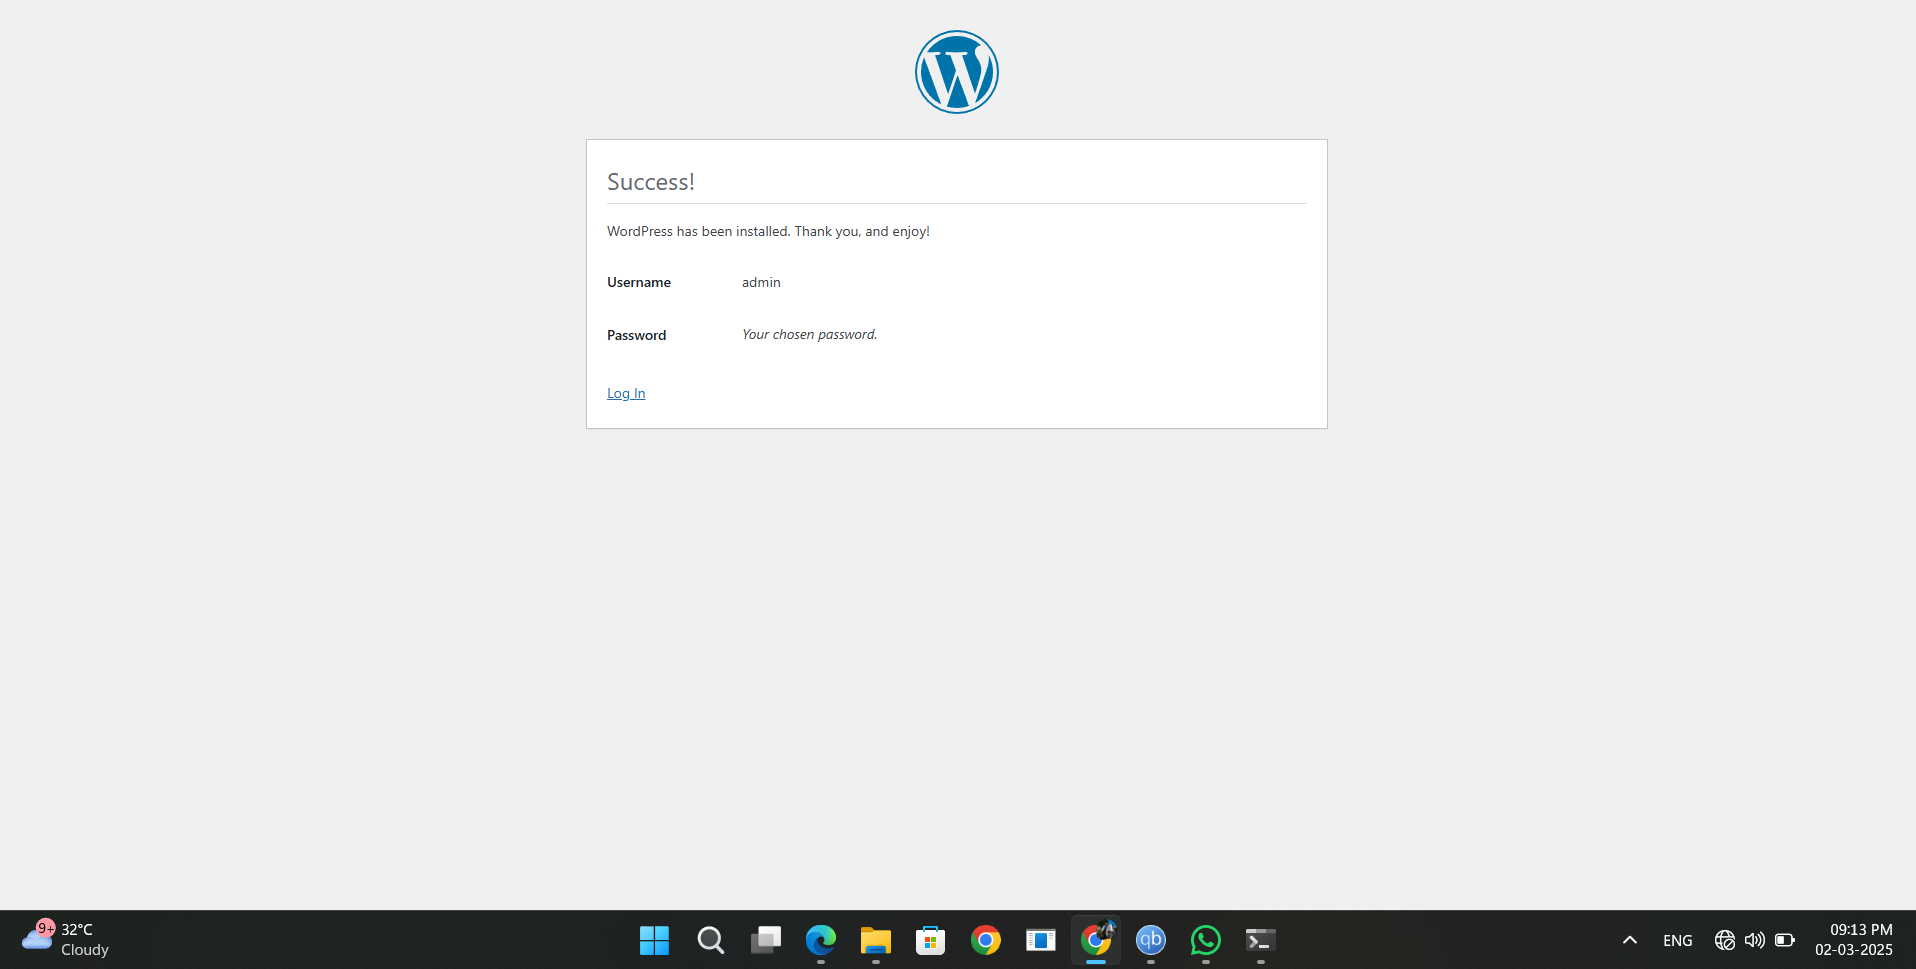 Success!
WordPress has been installed. Thank you, and enjoy!
Username admin
Password Your chosen password.
Log In
9+
32°C
Cloudy
qb
ENG
09:13 PM
02-03-2025